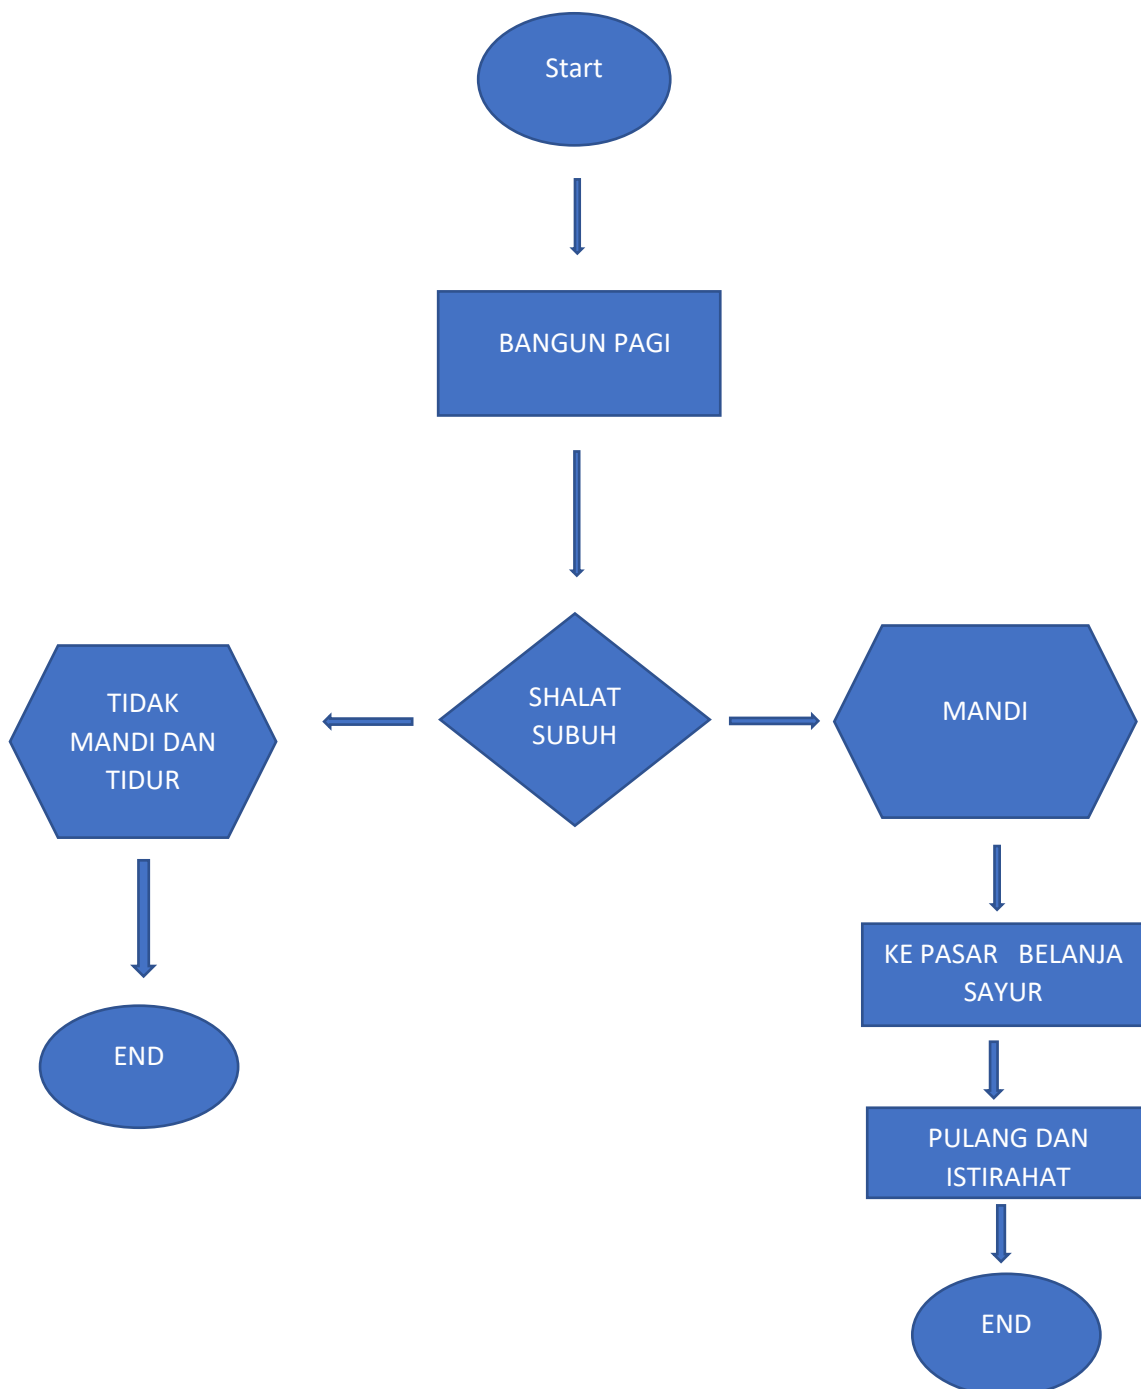 Start
BANGUN PAGI
SHALAT
SUBUH
TIDAK
MANDI DAN
TIDUR
MANDI
KE PASAR   BELANJA
SAYUR
END
PULANG DAN
ISTIRAHAT
END